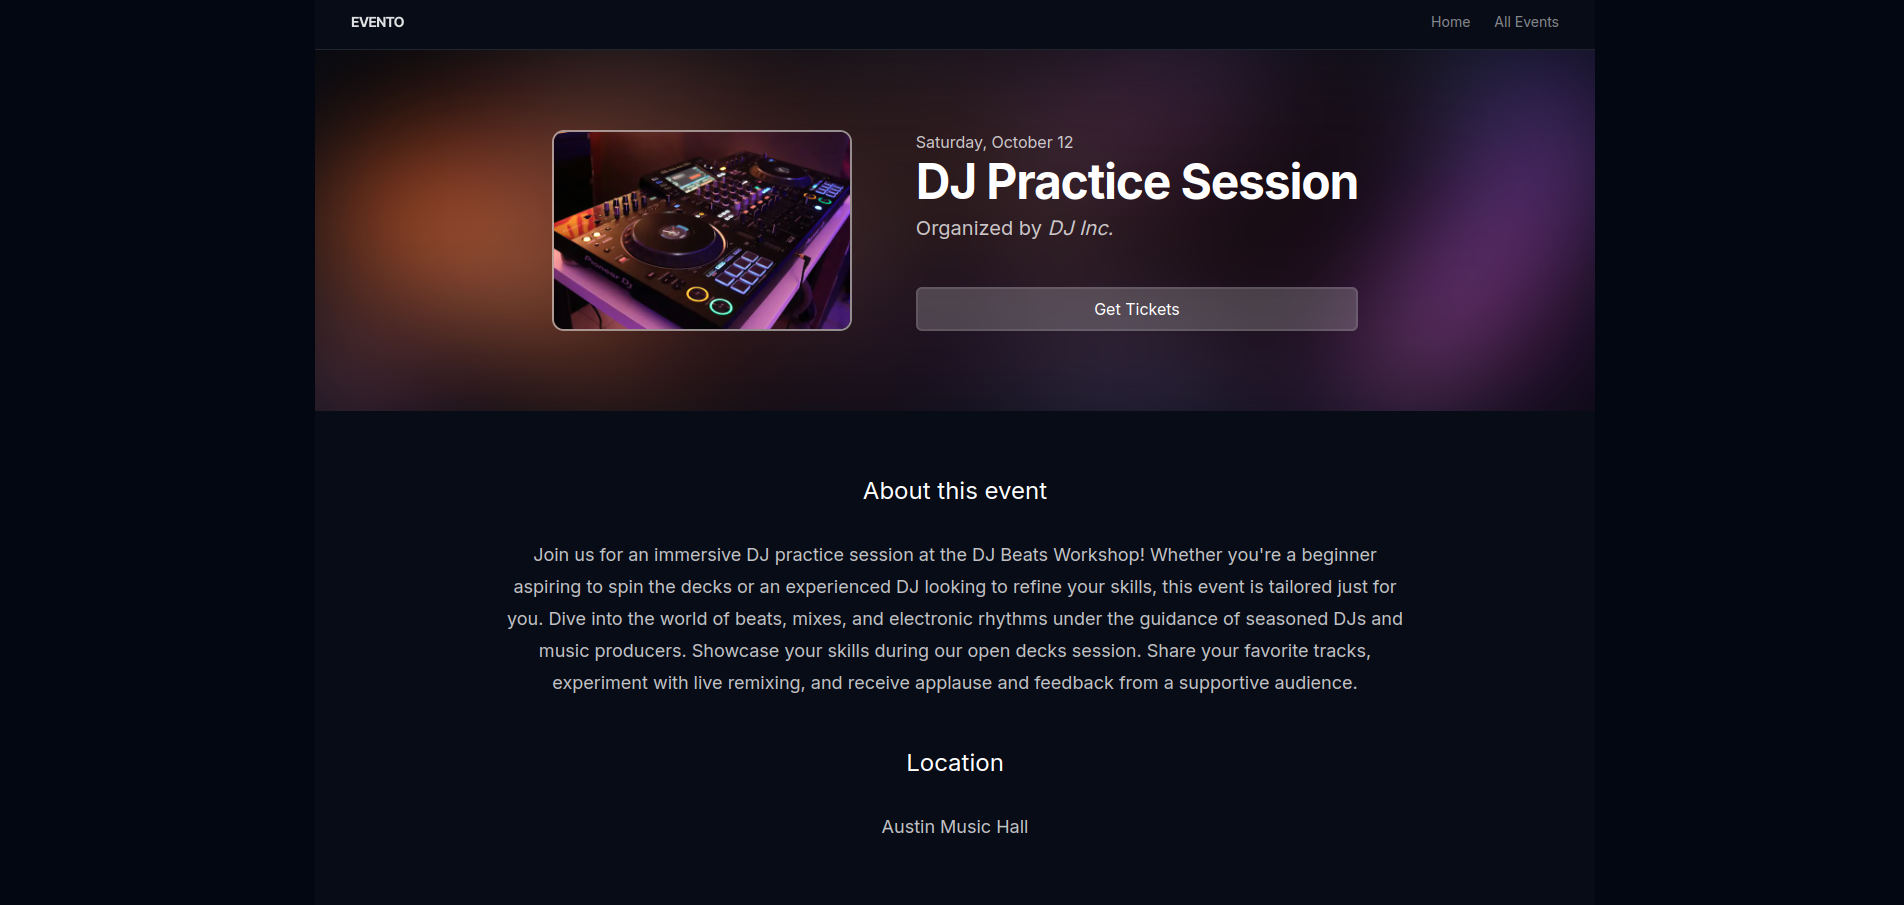 EVENTO
Home
All Events
Saturday, October 12
DJ Practice Session
Organized by DJ Inc.
Get Tickets
About this event
Join us for an immersive DJ practice session at the DJ Beats Workshop! Whether you're a beginner
aspiring to spin the decks or an experienced DJ looking to refine your skills, this event is tailored just for
you. Dive into the world of beats, mixes, and electronic rhythms under the guidance of seasoned DJs and
music producers. Showcase your skills during our open decks session. Share your favorite tracks,
experiment with live remixing, and receive applause and feedback from a supportive audience.
Location
Austin Music Hall